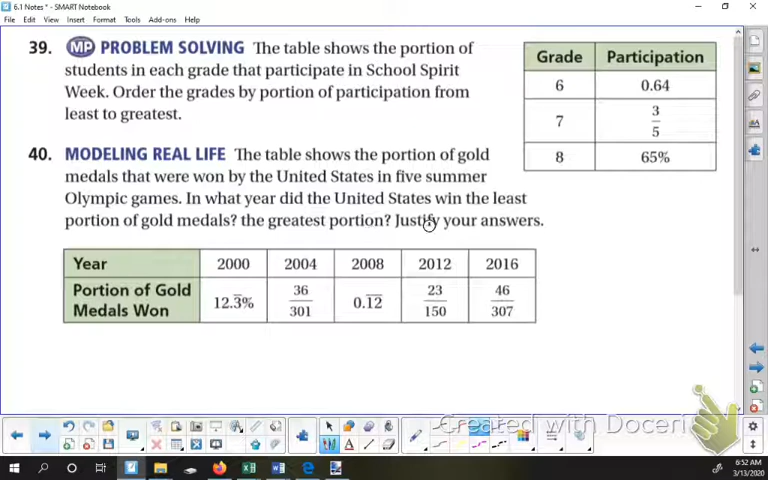 6.1 Notes * - SMART Notebook
File Edit View Insert Format Tools Add-ons Help
39. MP PROBLEM SOLVING The table shows the portion of
students in each grade that participate in School Spirit
Week. Order the grades by portion of participation from
least to greatest.
Grade Participation
6 0.64
7 3/5
8 65%
40. MODELING REAL LIFE The table shows the portion of gold
medals that were won by the United States in five summer
Olympic games. In what year did the United States win the least
portion of gold medals? the greatest portion? Justify your answers.
Year 2000 2004 2008 2012 2016
Portion of Gold Medals Won 12.3̅% 36/301 0.1̅2̅ 23/150 46/307
Created with Doceri
6:52 AM
3/13/2020